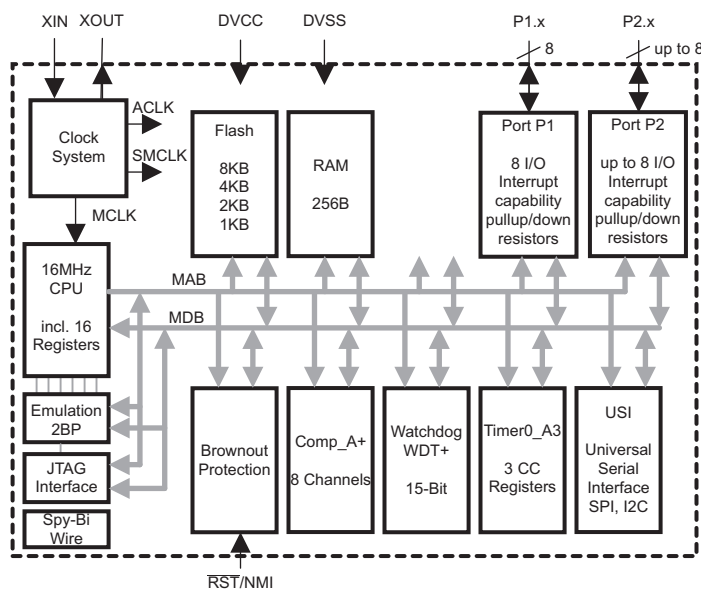 XIN XOUT DVCC DVSS P1.x P2.x
8 up to 8
Clock
System
ACLK
SMCLK
MCLK
Flash
8KB
4KB
2KB
1KB
RAM
256B
Port P1
8 I/O
Interrupt
capability
pullup/down
resistors
Port P2
up to 8 I/O
Interrupt
capability
pullup/down
resistors
16MHz
CPU
incl. 16
Registers
MAB
MDB
Emulation
2BP
JTAG
Interface
Spy-Bi
Wire
Brownout
Protection
Comp_A+
8 Channels
Watchdog
WDT+
15-Bit
Timer0_A3
3 CC
Registers
USI
Universal
Serial
Interface
SPI, I2C
RST/NMI